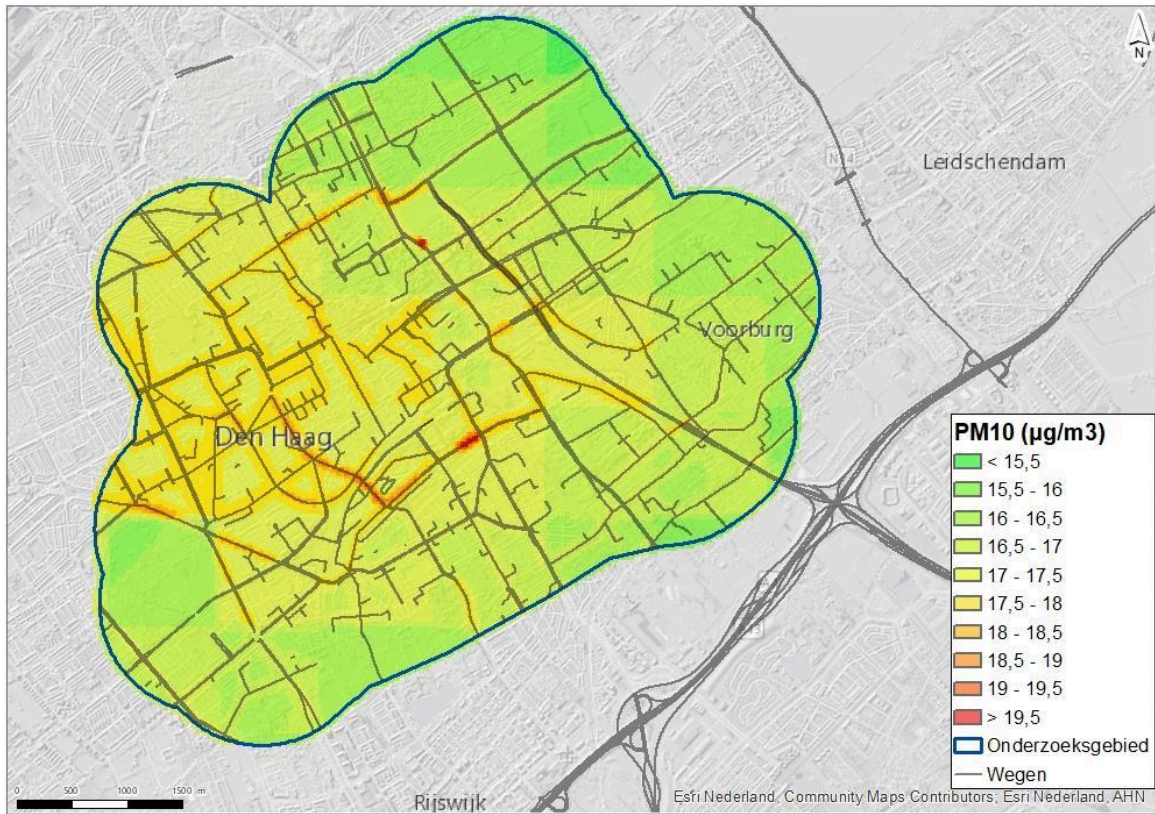 N
N14
Leidschendam
Voorburg
Den Haag
PM10 (µg/m3)
< 15,5
15,5 - 16
16 - 16,5
16,5 - 17
17 - 17,5
17,5 - 18
18 - 18,5
18,5 - 19
19 - 19,5
> 19,5
Onderzoeksgebied
Wegen
0 500 1000 1500 m
Rijswijk
Esri Nederland, Community Maps Contributors; Esri Nederland, AHN